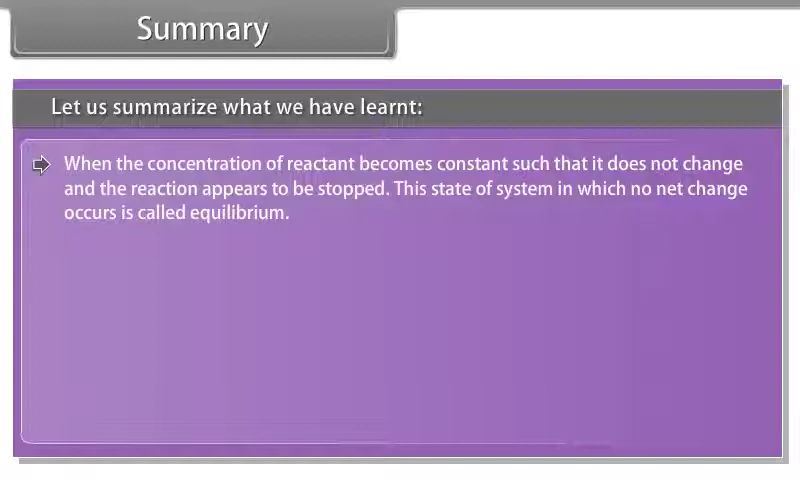 Summary
Let us summarize what we have learnt:
When the concentration of reactant becomes constant such that it does not change
and the reaction appears to be stopped. This state of system in which no net change
occurs is called equilibrium.